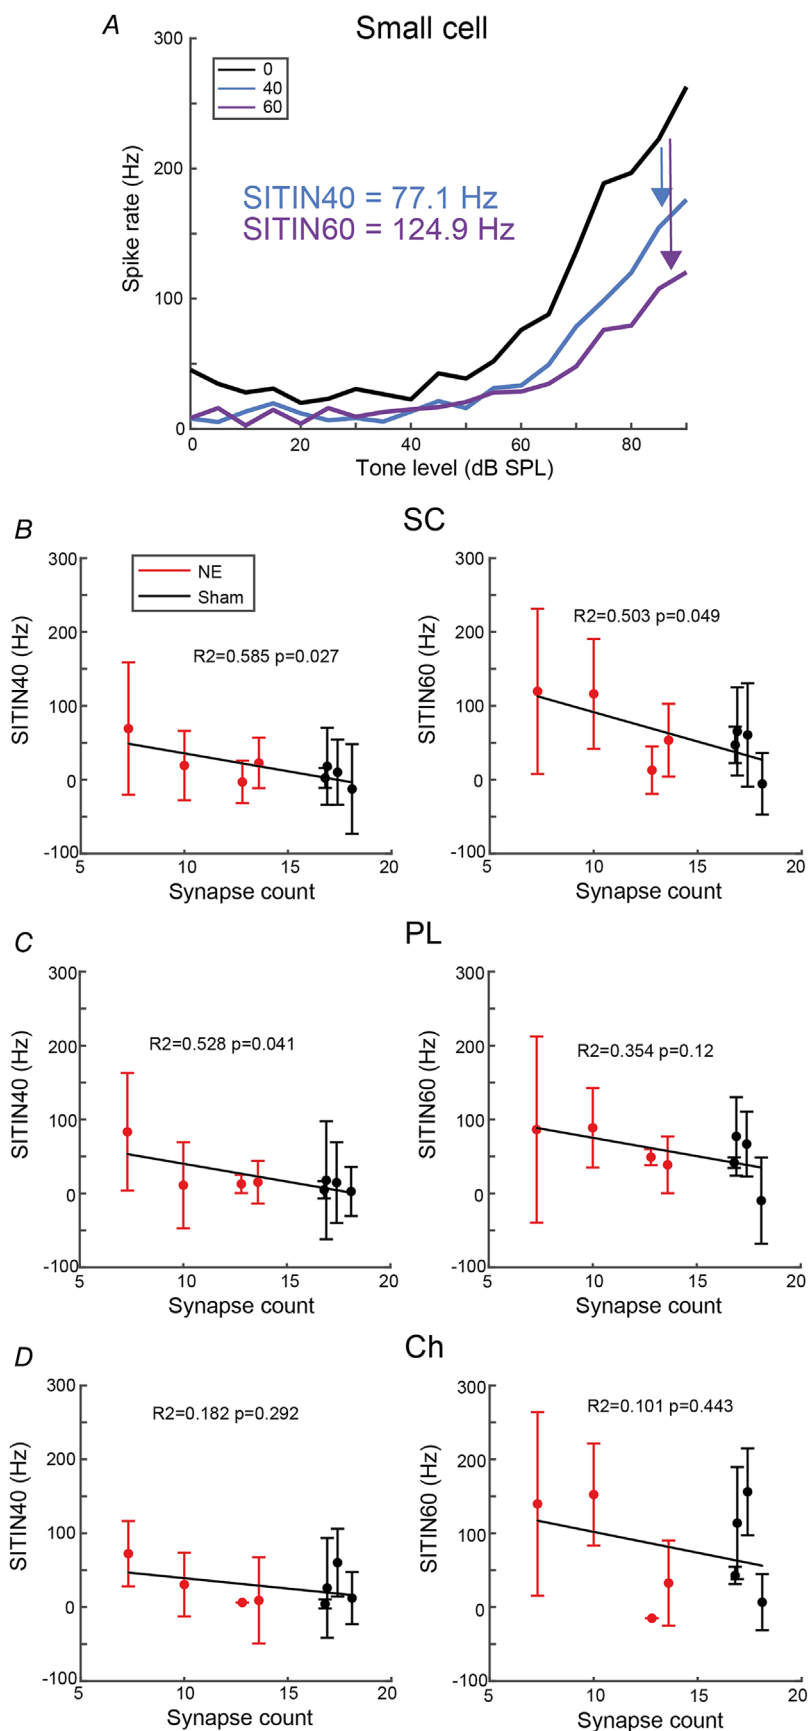 A
Small cell
300
200
100
0
Spike rate (Hz)
0
40
60
SITIN40 = 77.1 Hz
SITIN60 = 124.9 Hz
0 20 40 60 80
Tone level (dB SPL)
B
SC
300
200
100
0
-100
SITIN40 (Hz)
NE
Sham
R2=0.585 p=0.027
5 10 15 20
Synapse count
300
200
100
0
-100
SITIN60 (Hz)
R2=0.503 p=0.049
5 10 15 20
Synapse count
C
PL
300
200
100
0
-100
SITIN40 (Hz)
R2=0.528 p=0.041
5 10 15 20
Synapse count
300
200
100
0
-100
SITIN60 (Hz)
R2=0.354 p=0.12
5 10 15 20
Synapse count
D
Ch
300
200
100
0
-100
SITIN40 (Hz)
R2=0.182 p=0.292
5 10 15 20
Synapse count
300
200
100
0
-100
SITIN60 (Hz)
R2=0.101 p=0.443
5 10 15 20
Synapse count